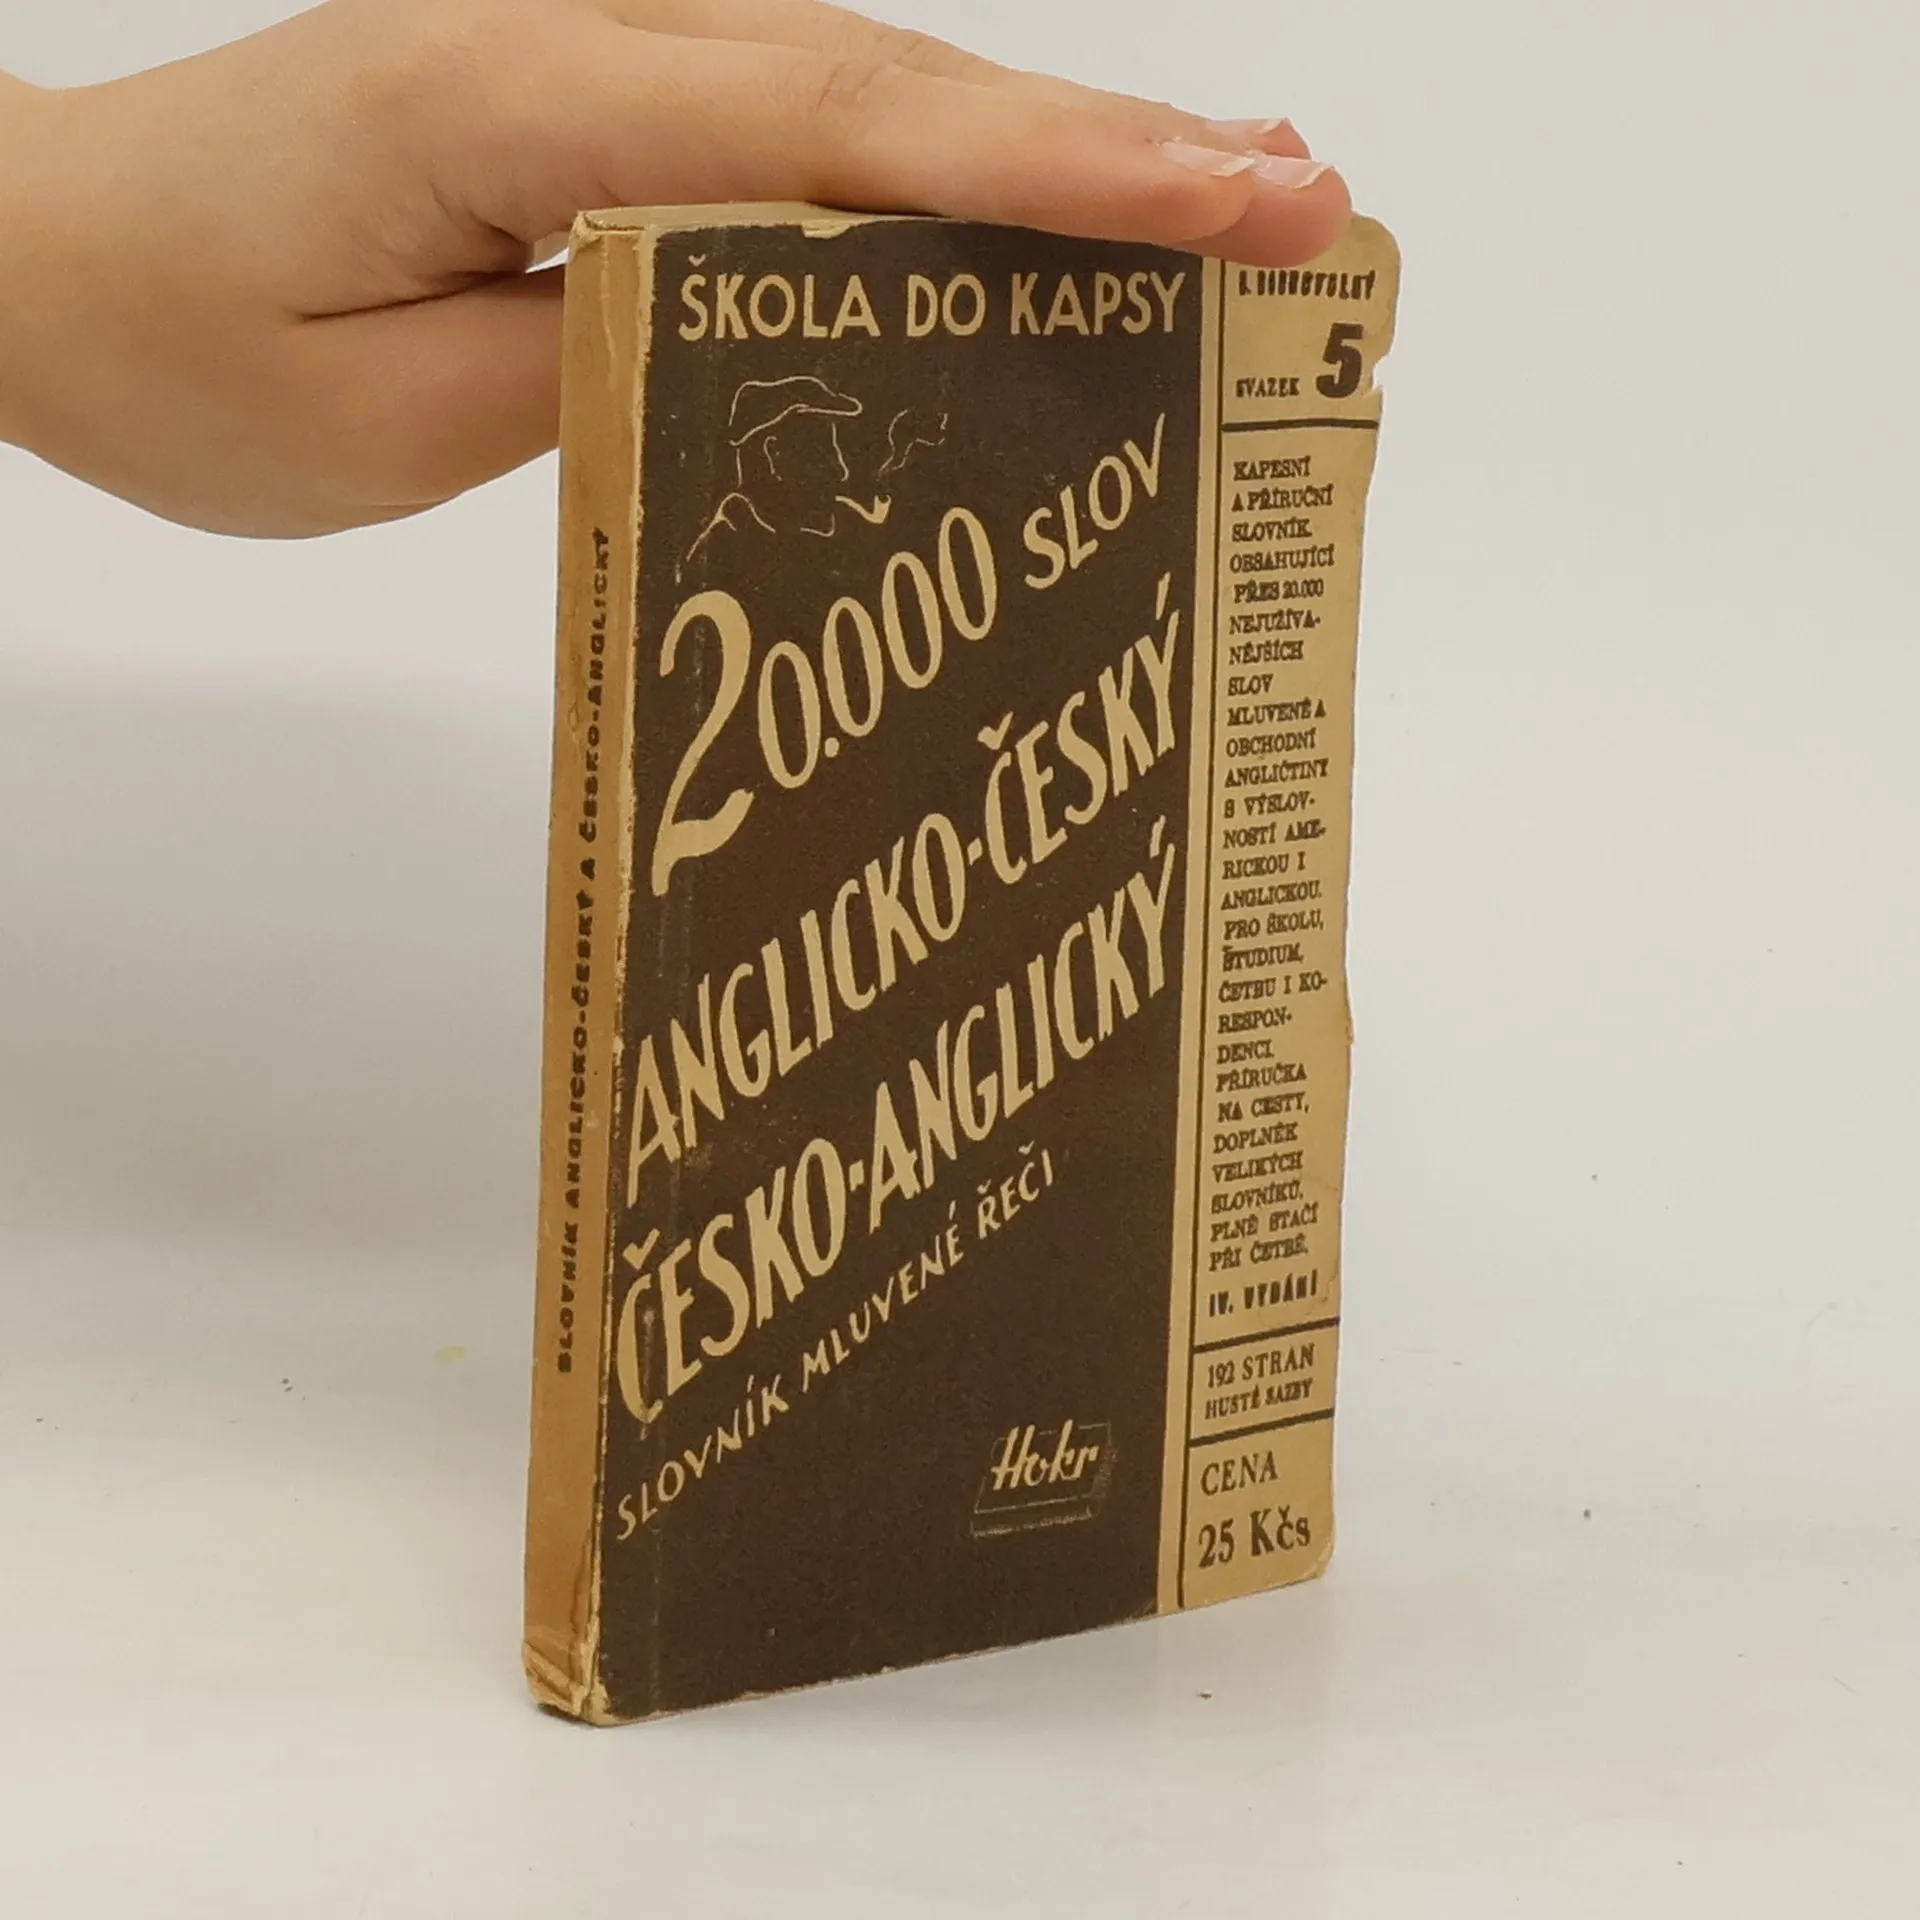 ŠKOLA DO KAPSY
20.000 SLOV
ANGLICKO-ČESKÝ
ČESKO-ANGLICKÝ
SLOVNÍK MLUVENÉ ŘEČI
Hokr
SVAZEK 5
KAPESNÍ
A PŘÍRUČNÍ
SLOVNÍK
OBSAHUJÍCÍ
PŘES 20.000
NEJUŽÍVA-
NĚJŠÍCH
SLOV
MLUVENÉ A
OBCHODNÍ
ANGLIČTINY
S VÝSLOV-
NOSTÍ AME-
RICKOU I
ANGLICKOU.
PRO ŠKOLU,
STUDIUM,
ČETBU I KO-
RESPON-
DENCI.
PŘÍRUČKA
NA CESTY,
DOPLNĚK
VELIKÝCH
SLOVNÍKŮ.
PLNĚ STAČÍ
PŘI ČETBĚ.
IV. VYDÁNÍ
192 STRAN
HUSTÉ SAZBY
CENA
25 Kčs
SLOVNÍK ANGLICKO-ČESKÝ A ČESKO-ANGLICKÝ